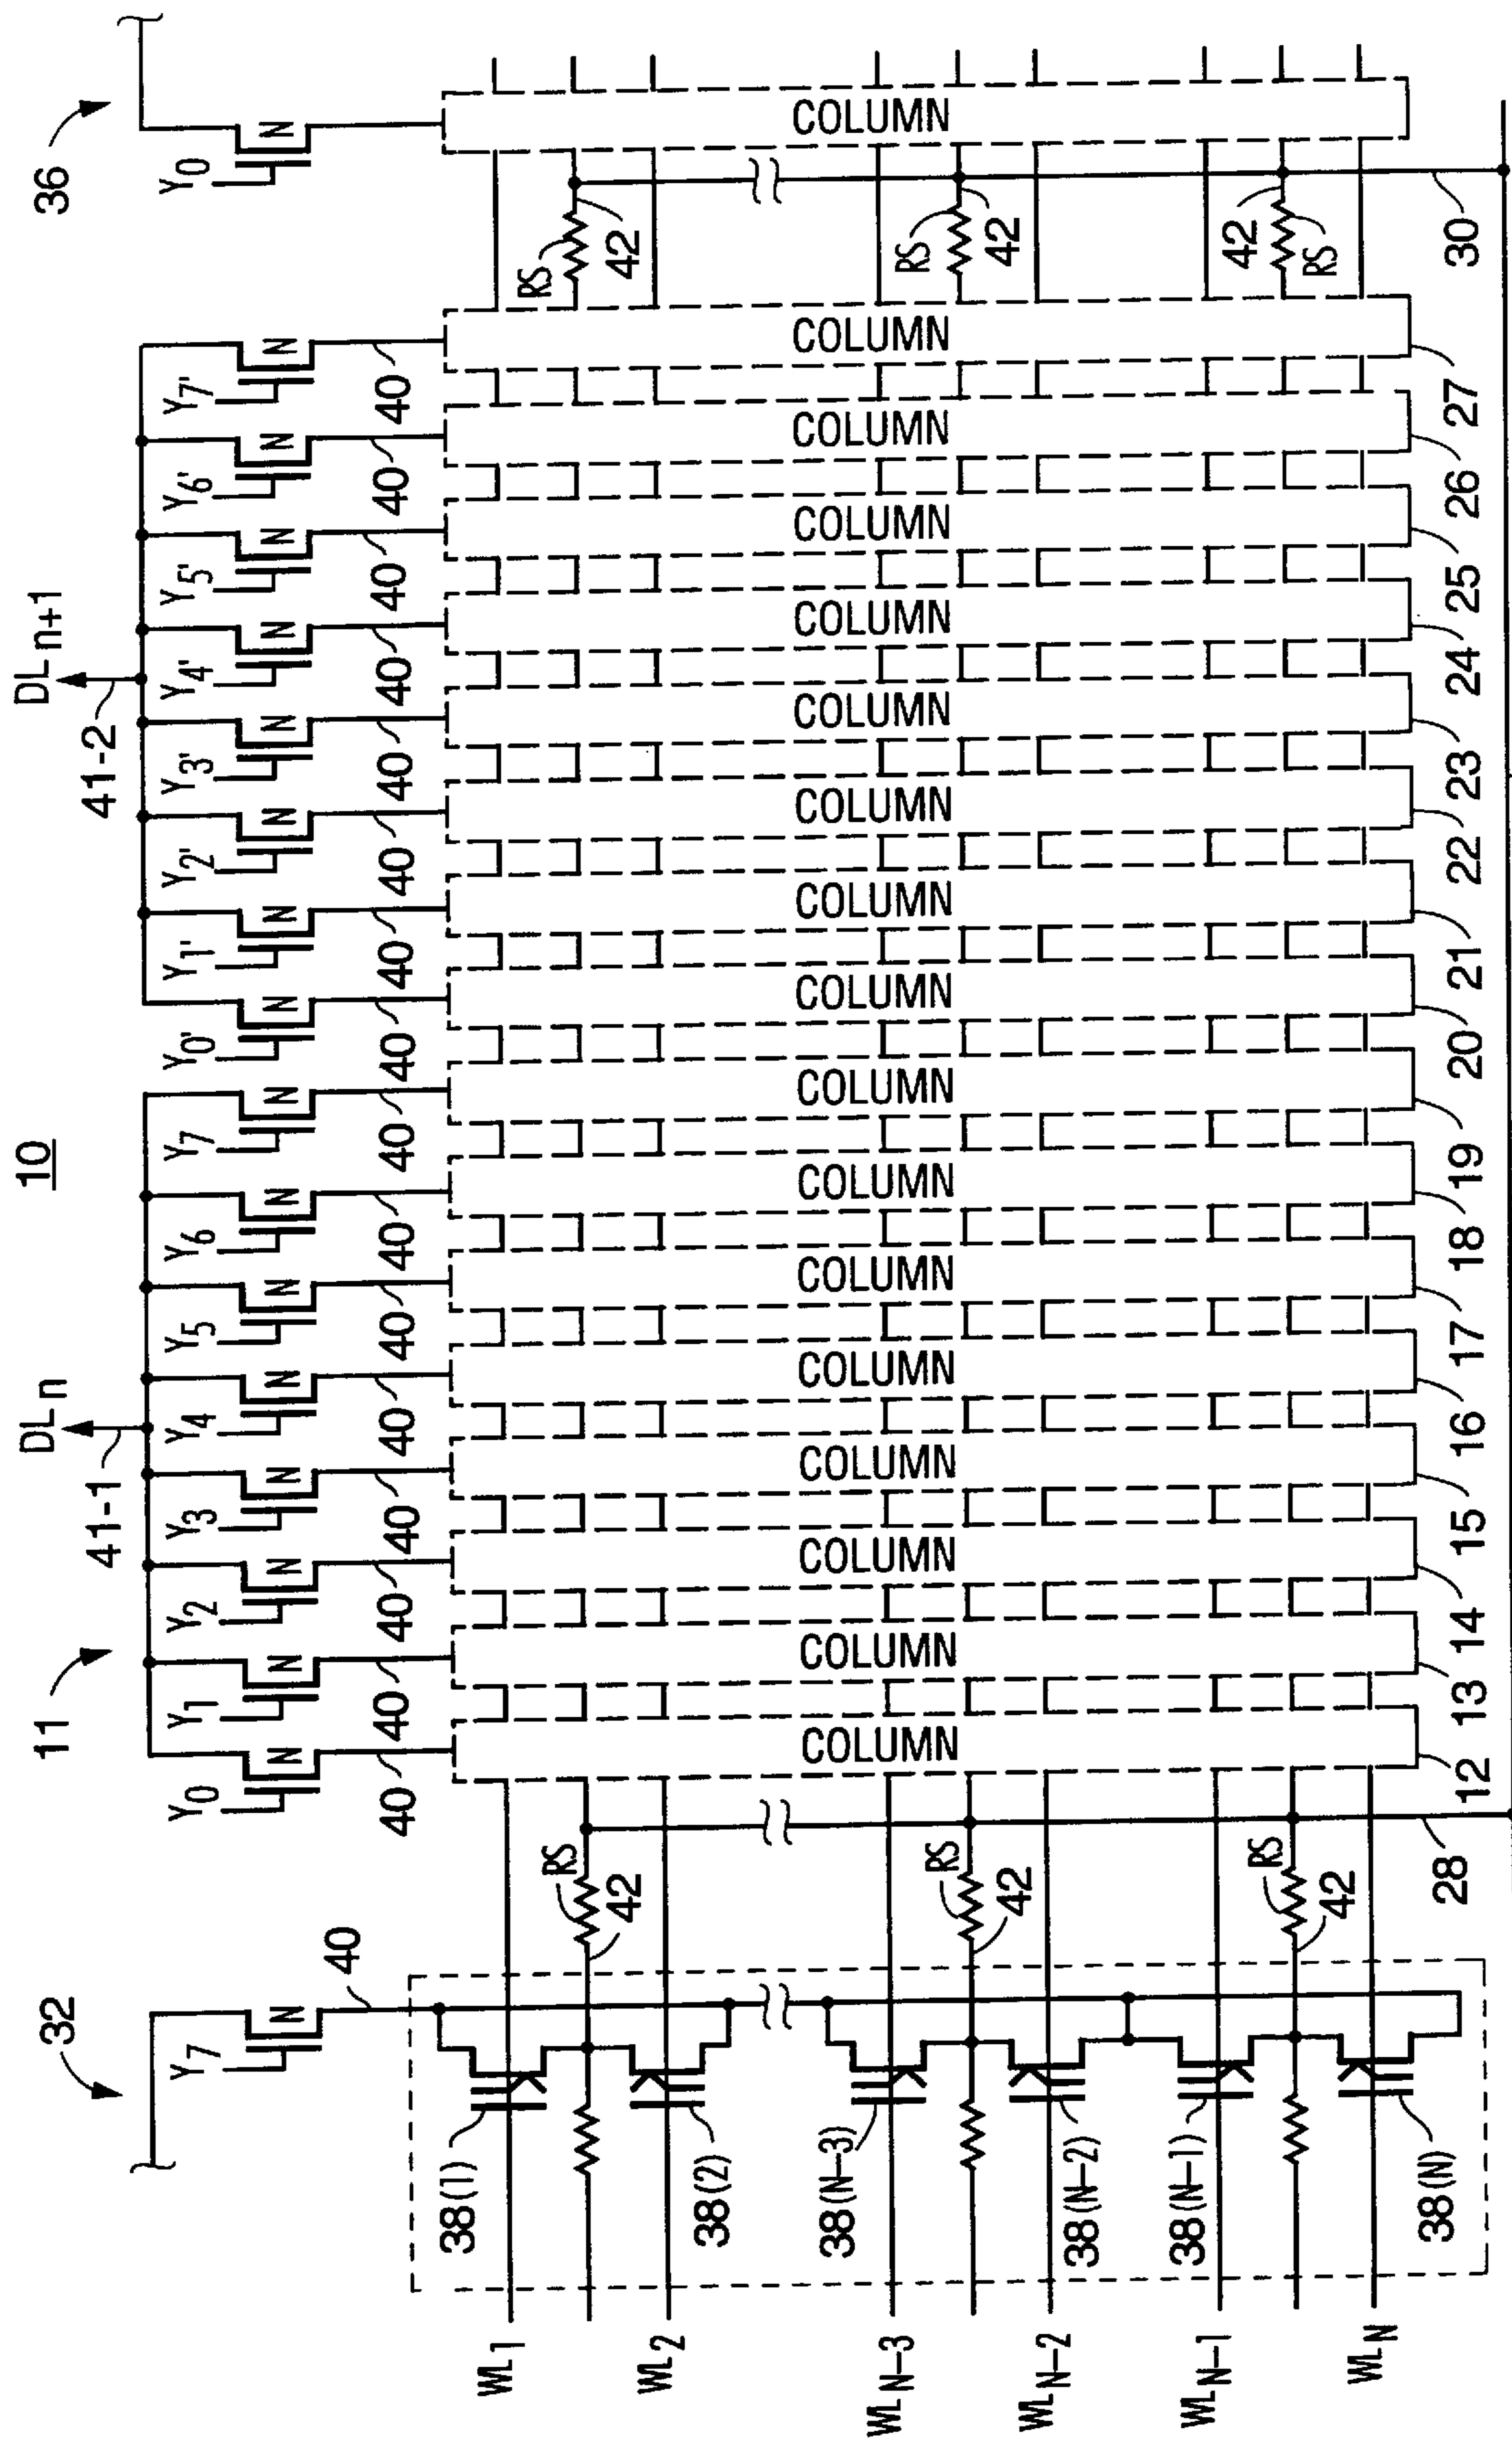 10
32
11
36
DLn
DLn+1
41-1
41-2
Y7
Y0
Y1
Y2
Y3
Y4
Y5
Y6
Y7
Y0'
Y1'
Y2'
Y3'
Y4'
Y5'
Y6'
Y7'
Y0
N N N N N N N N N N N N N N N N N N
40 40 40 40 40 40 40 40 40 40 40 40 40 40 40 40 40
WL1
38(1)
RS
42
RS
42
WL2
38(2)
COLUMN COLUMN COLUMN COLUMN COLUMN COLUMN COLUMN COLUMN COLUMN COLUMN COLUMN COLUMN COLUMN COLUMN COLUMN COLUMN COLUMN
WLN-3
38(N-3)
RS
42
RS
42
WLN-2
38(N-2)
WLN-1
38(N-1)
RS
42
42
RS
WLN
38(N)
28 12 13 14 15 16 17 18 19 20 21 22 23 24 25 26 27 30